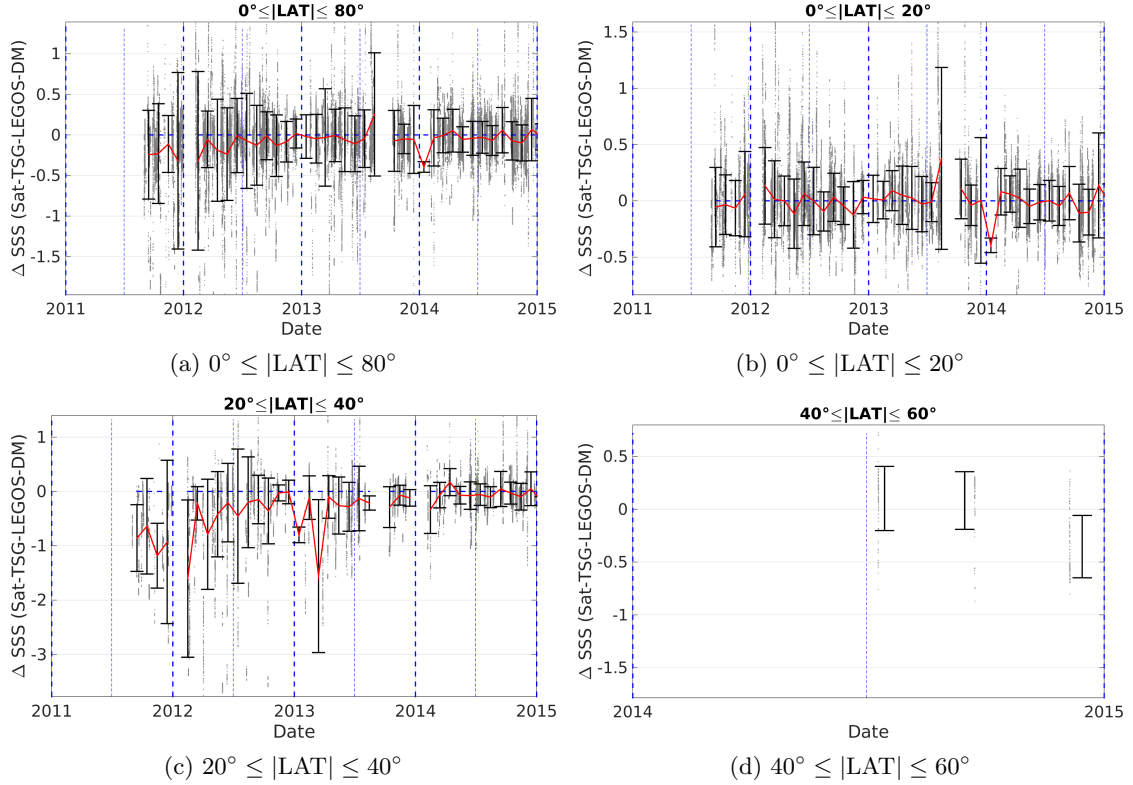 0°≤|LAT|≤ 80°
Δ SSS (Sat-TSG-LEGOS-DM)
1
0.5
0
-0.5
-1
-1.5
2011 2012 2013 2014 2015
Date
(a) 0° ≤ |LAT| ≤ 80°
0°≤|LAT|≤ 20°
Δ SSS (Sat-TSG-LEGOS-DM)
1.5
1
0.5
0
-0.5
2011 2012 2013 2014 2015
Date
(b) 0° ≤ |LAT| ≤ 20°
20°≤|LAT|≤ 40°
Δ SSS (Sat-TSG-LEGOS-DM)
1
0
-1
-2
-3
2011 2012 2013 2014 2015
Date
(c) 20° ≤ |LAT| ≤ 40°
40°≤|LAT|≤ 60°
Δ SSS (Sat-TSG-LEGOS-DM)
0.5
0
-0.5
-1
-1.5
2014 2015
Date
(d) 40° ≤ |LAT| ≤ 60°